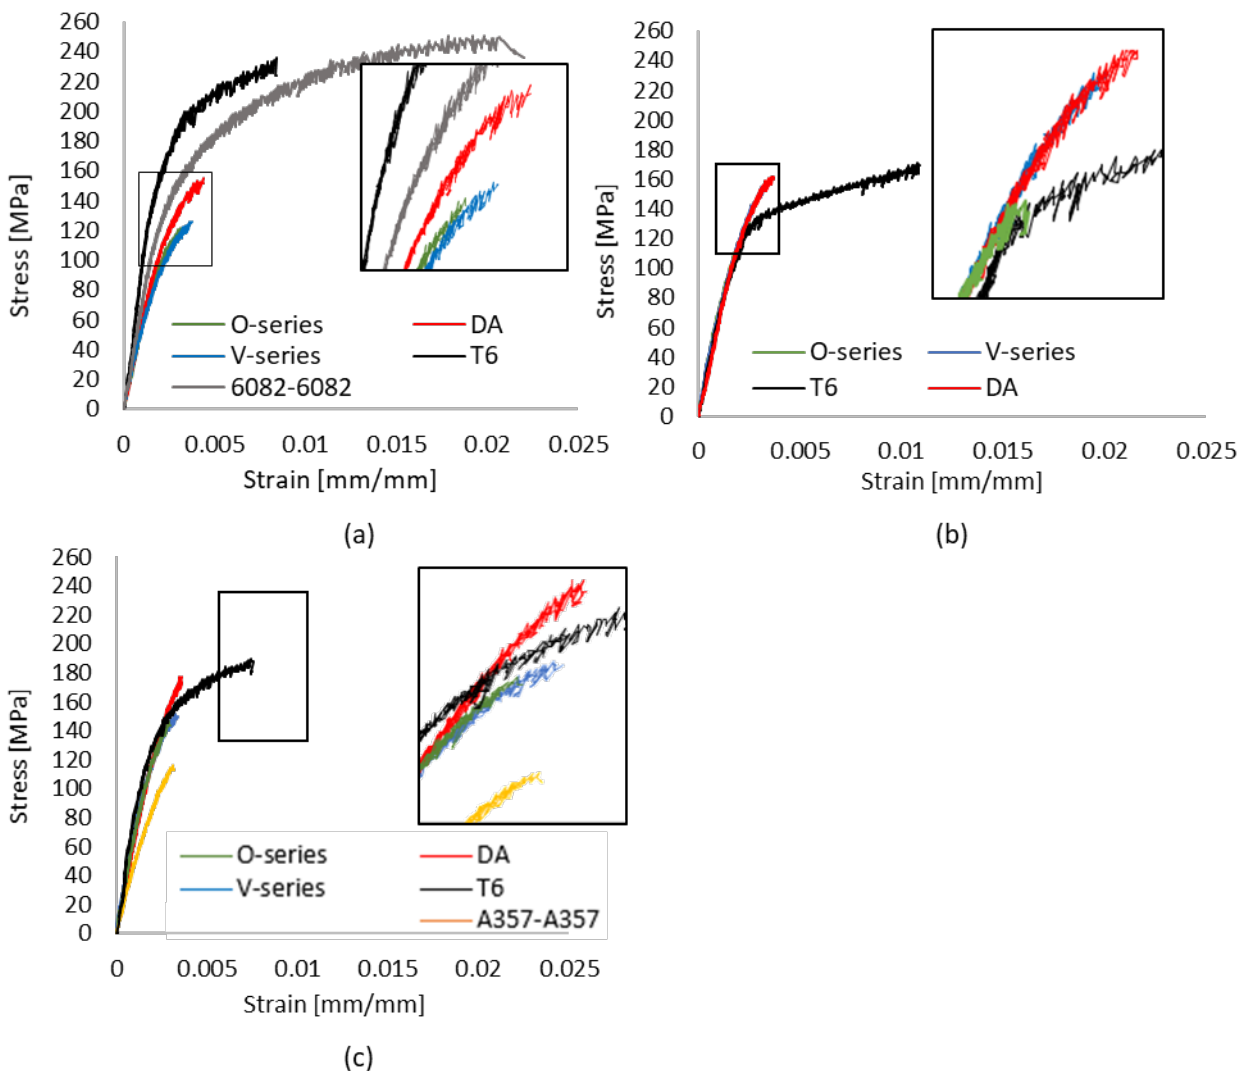 260
240
220
200
180
160
140
120
100
80
60
40
20
0
Stress [MPa]
O-series DA
V-series T6
6082-6082
0 0.005 0.01 0.015 0.02 0.025
Strain [mm/mm]
(a)
260
240
220
200
180
160
140
120
100
80
60
40
20
0
Stress [MPa]
O-series V-series
T6 DA
0 0.005 0.01 0.015 0.02 0.025
Strain [mm/mm]
(b)
260
240
220
200
180
160
140
120
100
80
60
40
20
0
Stress [MPa]
O-series DA
V-series T6
A357-A357
0 0.005 0.01 0.015 0.02 0.025
Strain [mm/mm]
(c)